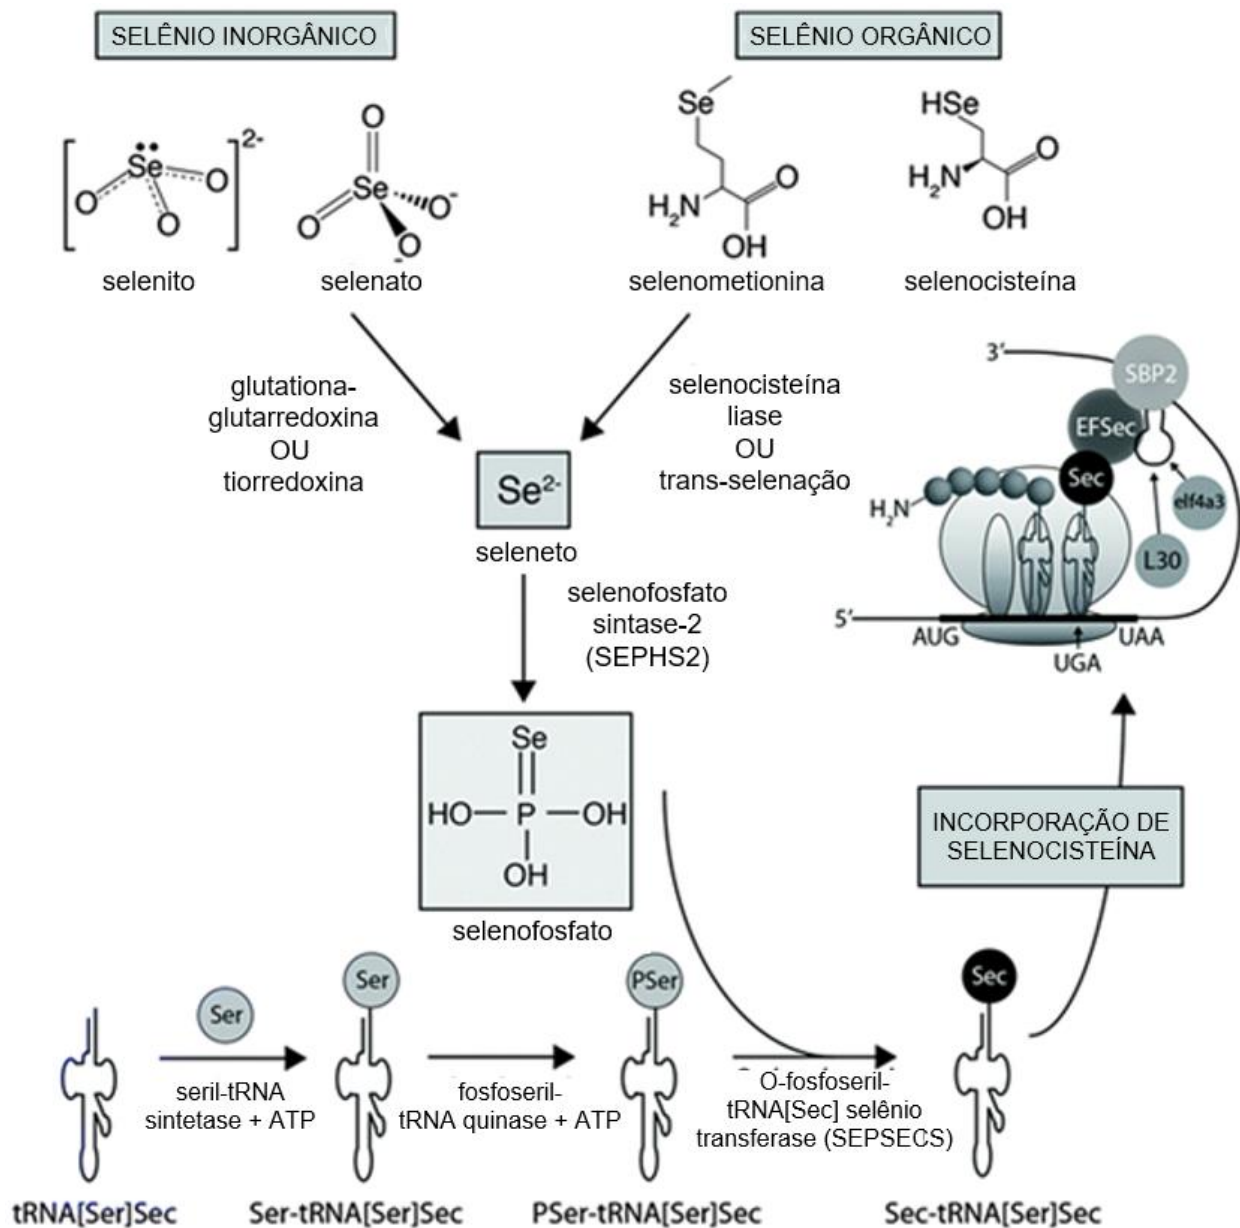 SELÊNIO INORGÂNICO
SELÊNIO ORGÂNICO
2-
Se
O
O
O
selenito
O
Se
O
O-
O-
selenato
Se
H2N
O
OH
selenometionina
HSe
H2N
O
OH
selenocisteína
glutationa-
glutarredoxina
OU
tiorredoxina
selenocisteína
liase
OU
trans-selenação
Se2-
seleneto
selenofosfato
sintase-2
(SEPHS2)
Se
HO
P
OH
OH
selenofosfato
3'
SBP2
EFSec
Sec
eIf4a3
L30
H2N
5'
AUG
UGA
UAA
INCORPORAÇÃO DE
SELENOCISTEÍNA
Ser
Ser
PSer
Sec
seril-tRNA
sintetase + ATP
fosfoseril-
tRNA quinase + ATP
O-fosfoseril-
tRNA[Sec] selênio
transferase (SEPSECS)
tRNA[Ser]Sec
Ser-tRNA[Ser]Sec
PSer-tRNA[Ser]Sec
Sec-tRNA[Ser]Sec